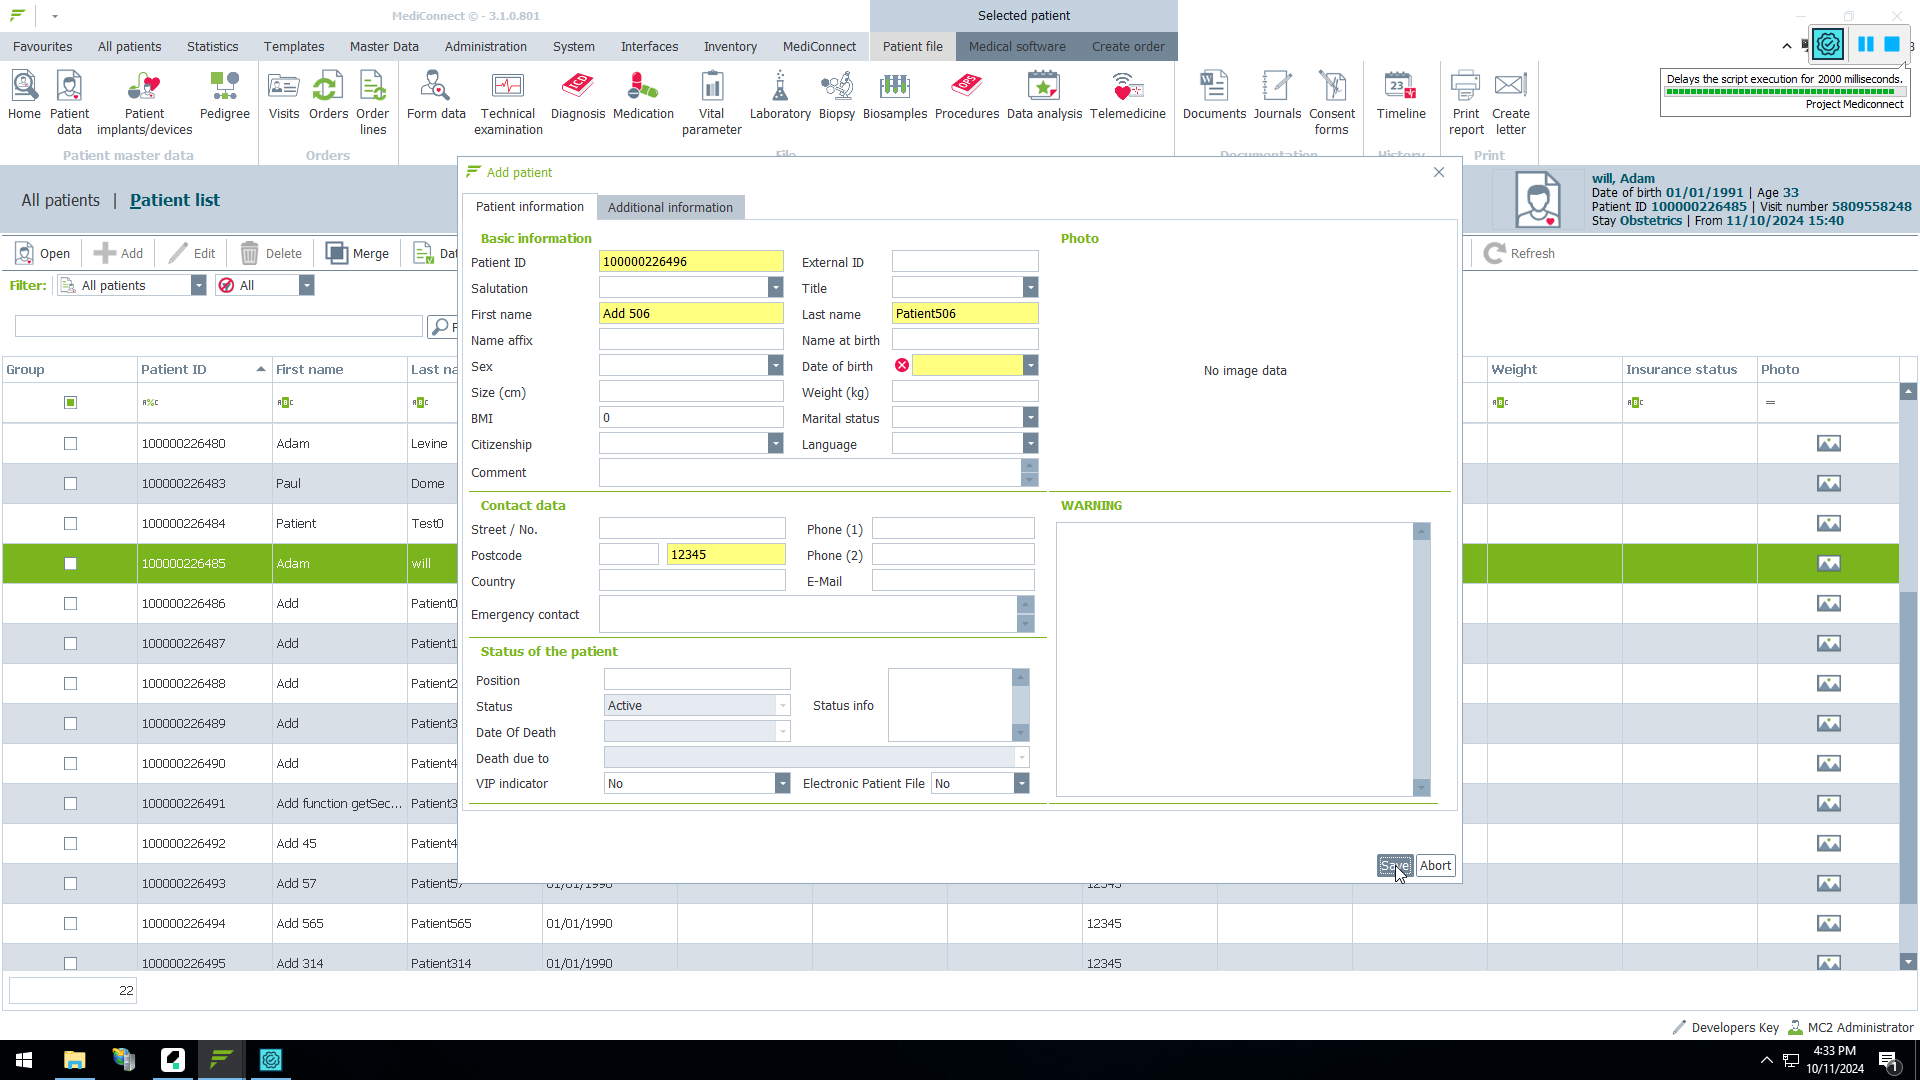 MediConnect © - 3.1.0.801
Selected patient
Favourites
All patients
Statistics
Templates
Master Data
Administration
System
Interfaces
Inventory
MediConnect
Patient file
Medical software
Create order
Delays the script execution for 2000 milliseconds.
Project Mediconnect
Home
Patient data
Patient implants/devices
Pedigree
Visits
Orders
Order lines
Form data
Technical examination
Diagnosis
Medication
Vital parameter
Laboratory
Biopsy
Biosamples
Procedures
Data analysis
Telemedicine
Documents
Journals
Consent forms
Timeline
Print report
Create letter
Patient master data
Orders
File
Documentation
History
Print
All patients | Patient list
will, Adam
Date of birth 01/01/1991 | Age 33
Patient ID 100000226485 | Visit number 5809558248
Stay Obstetrics | From 11/10/2024 15:40
Open
Add
Edit
Delete
Merge
Dat
Refresh
Filter:
All patients
All
Add patient
Patient information
Additional information
Basic information
Patient ID 100000226496
External ID
Salutation
Title
First name Add 506
Last name Patient506
Name affix
Name at birth
Sex
Date of birth
Size (cm)
Weight (kg)
BMI 0
Marital status
Citizenship
Language
Comment
Photo
No image data
Contact data
Street / No.
Phone (1)
Postcode 12345
Phone (2)
Country
E-Mail
Emergency contact
WARNING
Status of the patient
Position
Status Active
Status info
Date Of Death
Death due to
VIP indicator No
Electronic Patient File No
Save
Abort
Group
Patient ID
First name
Last na
Weight
Insurance status
Photo
100000226480 Adam Levine
100000226483 Paul Dome
100000226484 Patient Test0
100000226485 Adam will
100000226486 Add Patient0
100000226487 Add Patient1
100000226488 Add Patient2
100000226489 Add Patient3
100000226490 Add Patient4
100000226491 Add function getSec... Patient3
100000226492 Add 45 Patient4
100000226493 Add 57 Patient57 01/01/1990 12345
100000226494 Add 565 Patient565 01/01/1990 12345
100000226495 Add 314 Patient314 01/01/1990 12345
22
Developers Key
MC2 Administrator
4:33 PM
10/11/2024
1